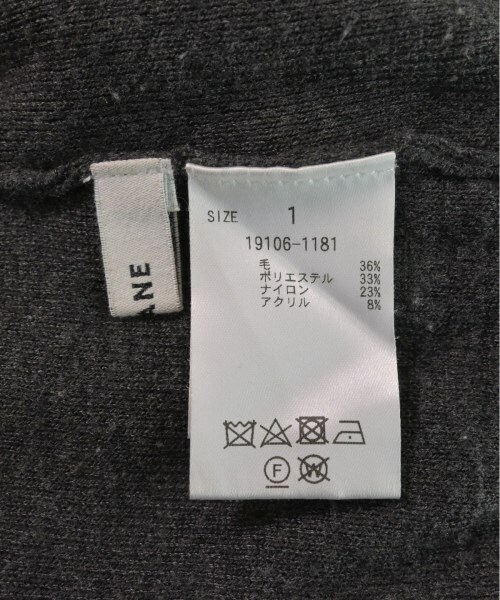 ANE
SIZE 1
19106-1181
毛 36%
ポリエステル 33%
ナイロン 23%
アクリル 8%
F W